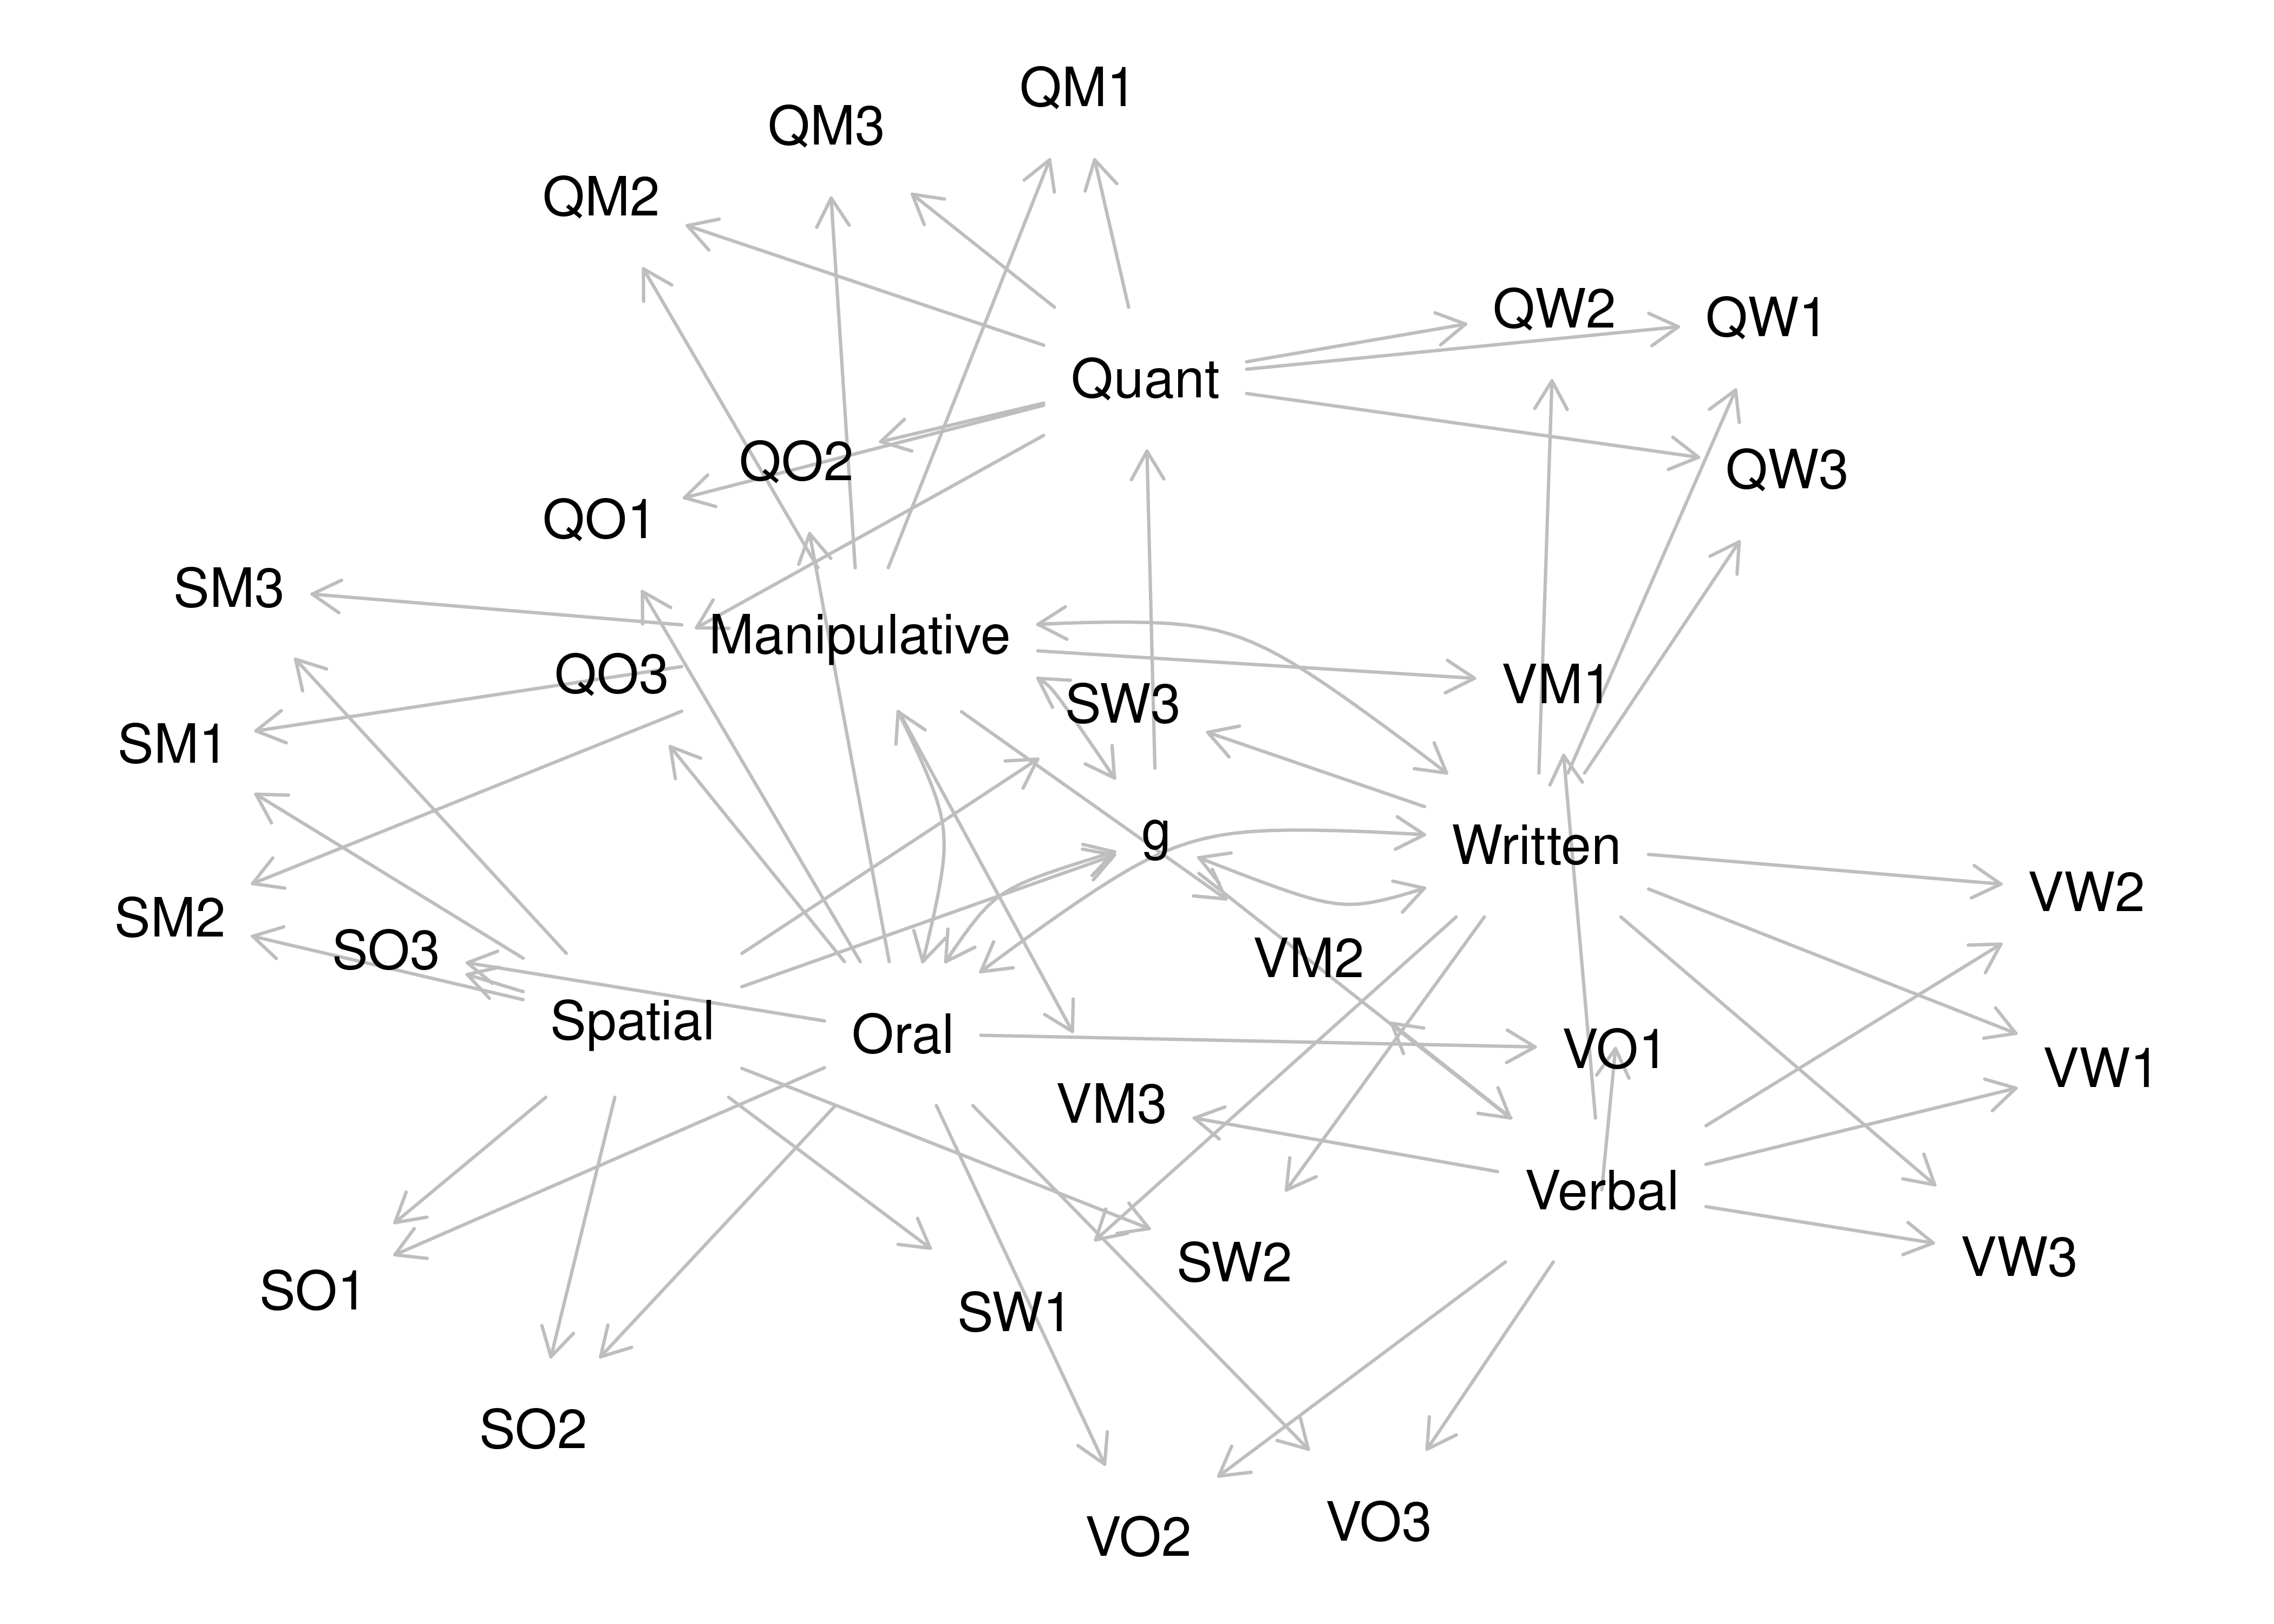 QM1
QM3
QM2
QW2
QW1
Quant
QO2
QW3
QO1
SM3
Manipulative
QO3
VM1
SW3
SM1
g
Written
VW2
SM2
SO3
VM2
Spatial
Oral
VO1
VW1
VM3
Verbal
VW3
SW2
SO1
SW1
SO2
VO3
VO2